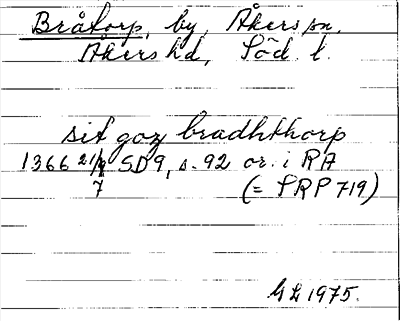 Bråtorp, by, Åkers sn,
Åkers hd, Söd. l.
sit goz bradhthorp
1366 21/7 SD 9, s. 92 or. i RA
(= SRP 719)
GL 1975.